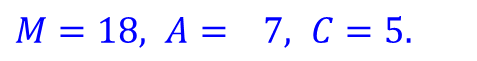 M = 18, A = 7, C = 5.